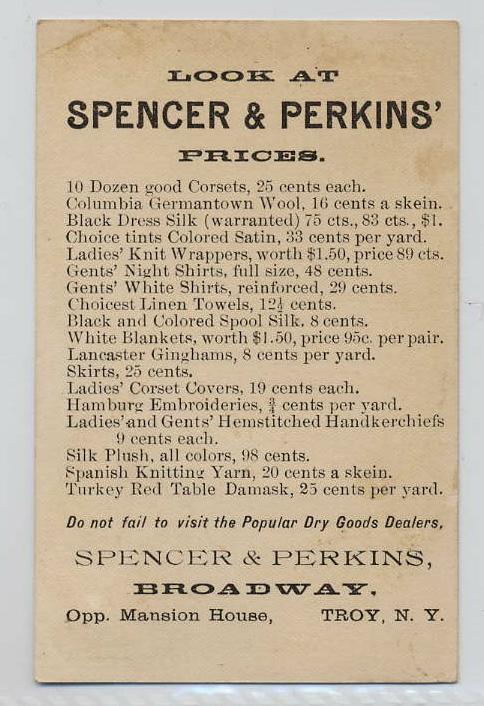 LOOK AT
SPENCER & PERKINS'
PRICES.
10 Dozen good Corsets, 25 cents each.
Columbia Germantown Wool, 16 cents a skein.
Black Dress Silk (warranted) 75 cts., 83 cts., $1.
Choice tints Colored Satin, 33 cents per yard.
Ladies' Knit Wrappers, worth $1.50, price 89 cts.
Gents' Night Shirts, full size, 48 cents.
Gents' White Shirts, reinforced, 29 cents.
Choicest Linen Towels, 12½ cents.
Black and Colored Spool Silk. 8 cents.
White Blankets, worth $1.50, price 95c. per pair.
Lancaster Ginghams, 8 cents per yard.
Skirts, 25 cents.
Ladies' Corset Covers, 19 cents each.
Hamburg Embroideries, ¾ cents per yard.
Ladies' and Gents' Hemstitched Handkerchiefs
9 cents each.
Silk Plush, all colors, 98 cents.
Spanish Knitting Yarn, 20 cents a skein.
Turkey Red Table Damask, 25 cents per yard.
Do not fail to visit the Popular Dry Goods Dealers,
SPENCER & PERKINS,
BROADWAY,
Opp. Mansion House, TROY, N. Y.